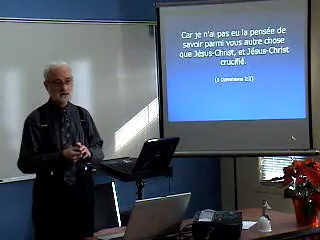 Car je n'ai pas eu la pensée de
savoir parmi vous autre chose
que Jésus-Christ, et Jésus-Christ
crucifié.
(1 Corinthiens 2:2)